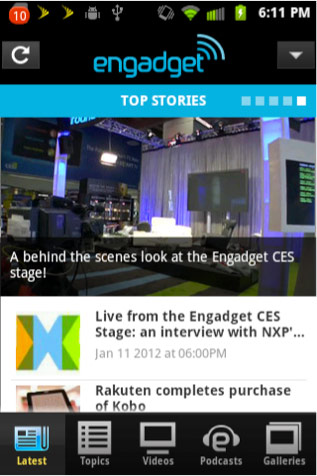 10
6:11 PM
engadget
TOP STORIES
A behind the scenes look at the Engadget CES
stage!
Live from the Engadget CES
Stage: an interview with NXP'...
Jan 11 2012 at 06:00PM
Rakuten completes purchase
of Kobo
Latest
Topics
Videos
Podcasts
Galleries